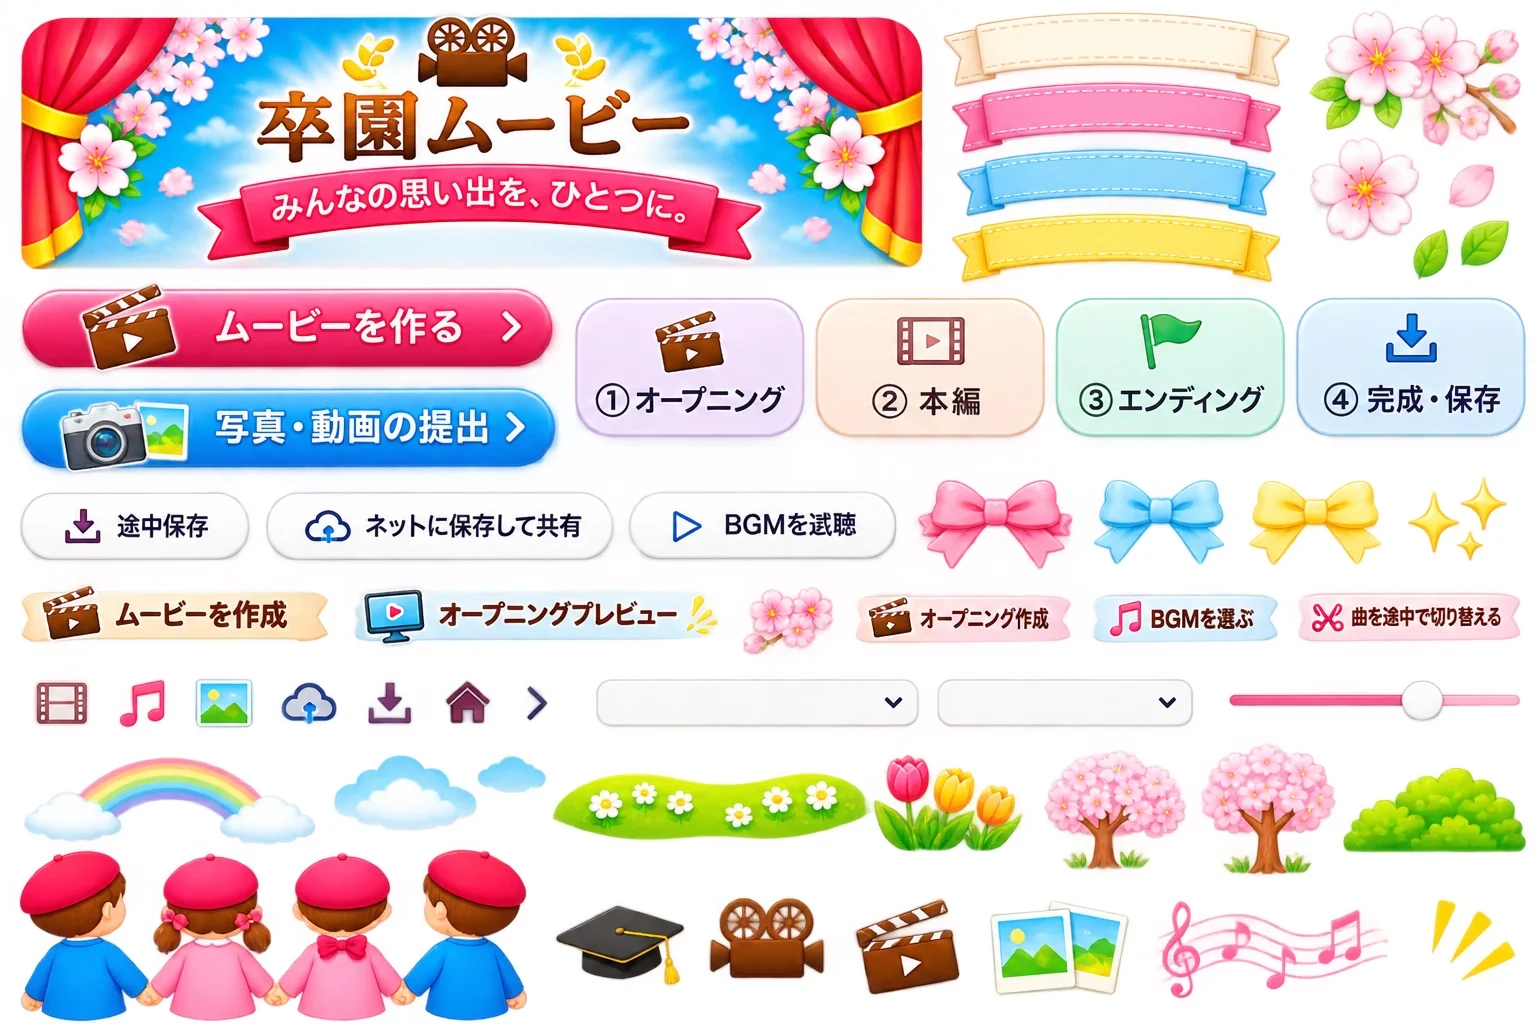 卒園ムービー
みんなの思い出を、ひとつに。
ムービーを作る
写真・動画の提出
① オープニング
② 本編
③ エンディング
④ 完成・保存
途中保存
ネットに保存して共有
BGMを試聴
ムービーを作成
オープニングプレビュー
オープニング作成
BGMを選ぶ
曲を途中で切り替える